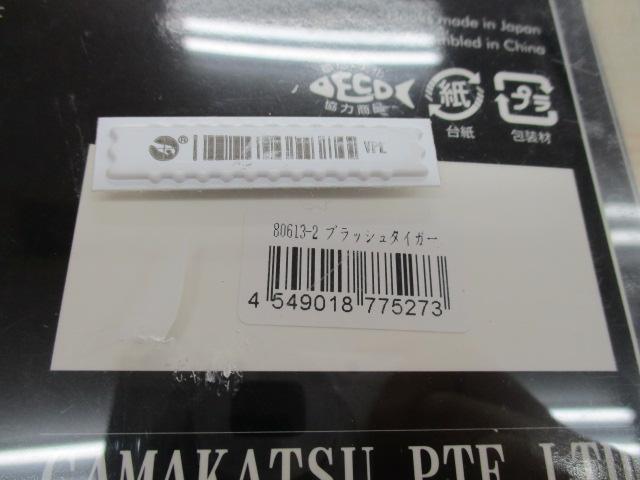 made in Japan
in China
ECO
協力商品
紙
台紙
プラ
包装材
®
VPL
80613-2 ブラッシュタイガー
4 549018 775273
GAMAKATSU PTE. LTD